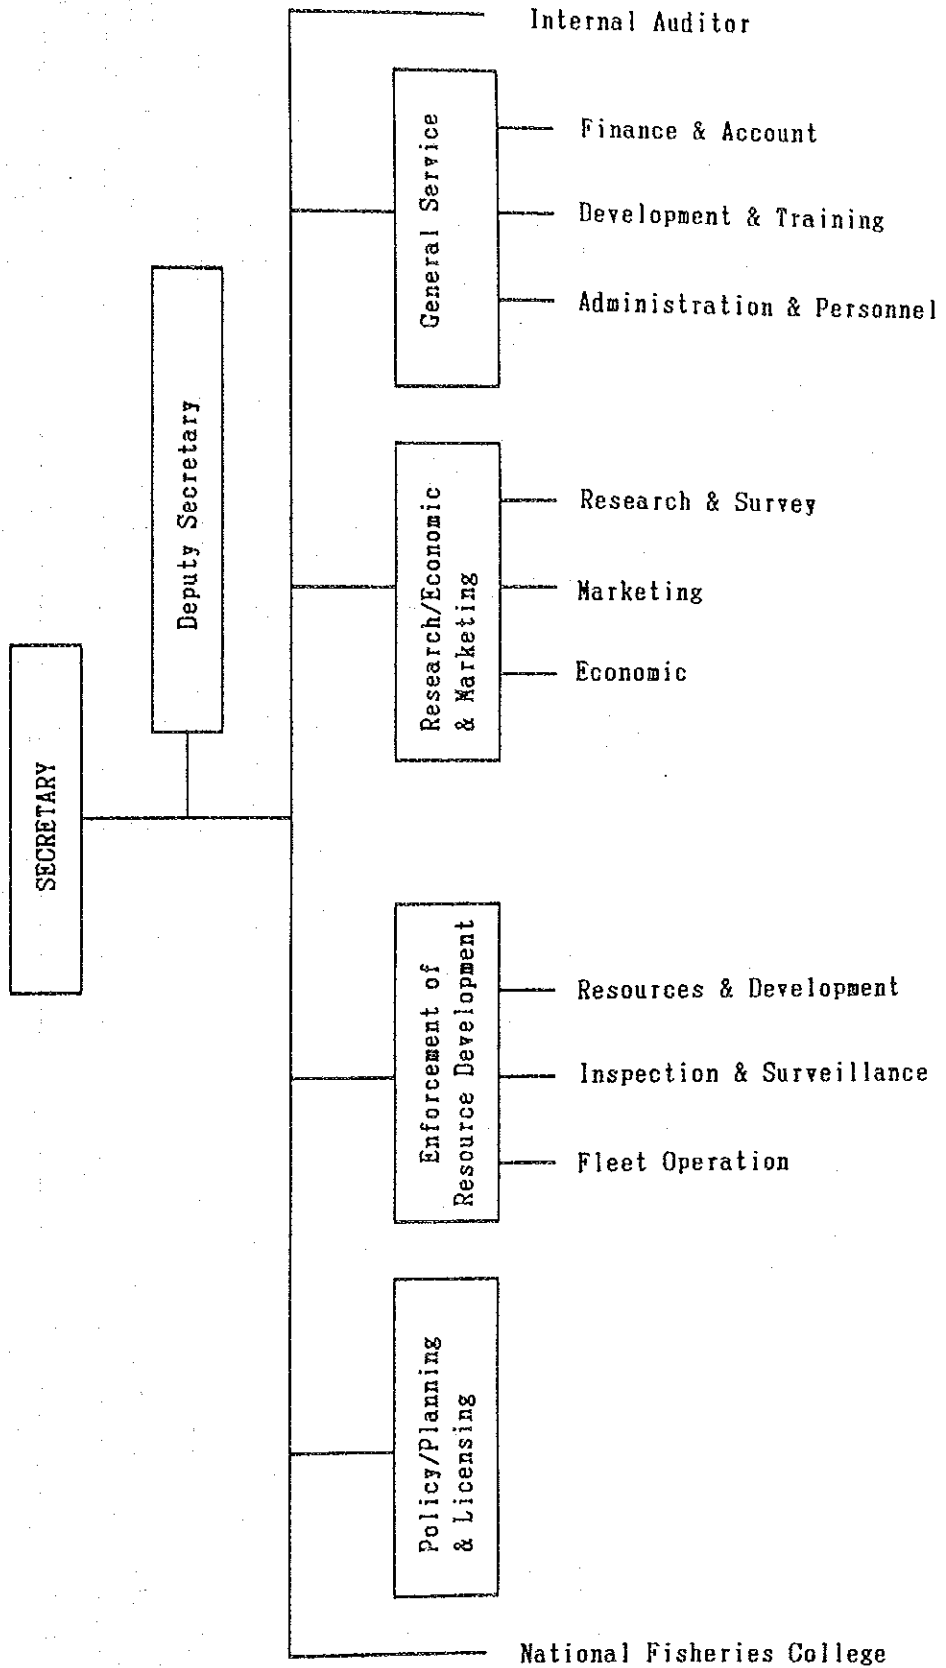 SECRETARY
Deputy Secretary
Internal Auditor
General Service
Finance & Account
Development & Training
Administration & Personnel
Research/Economic
& Marketing
Research & Survey
Marketing
Economic
Enforcement of
Resource Development
Resources & Development
Inspection & Surveillance
Fleet Operation
Policy/Planning
& Licensing
National Fisheries College